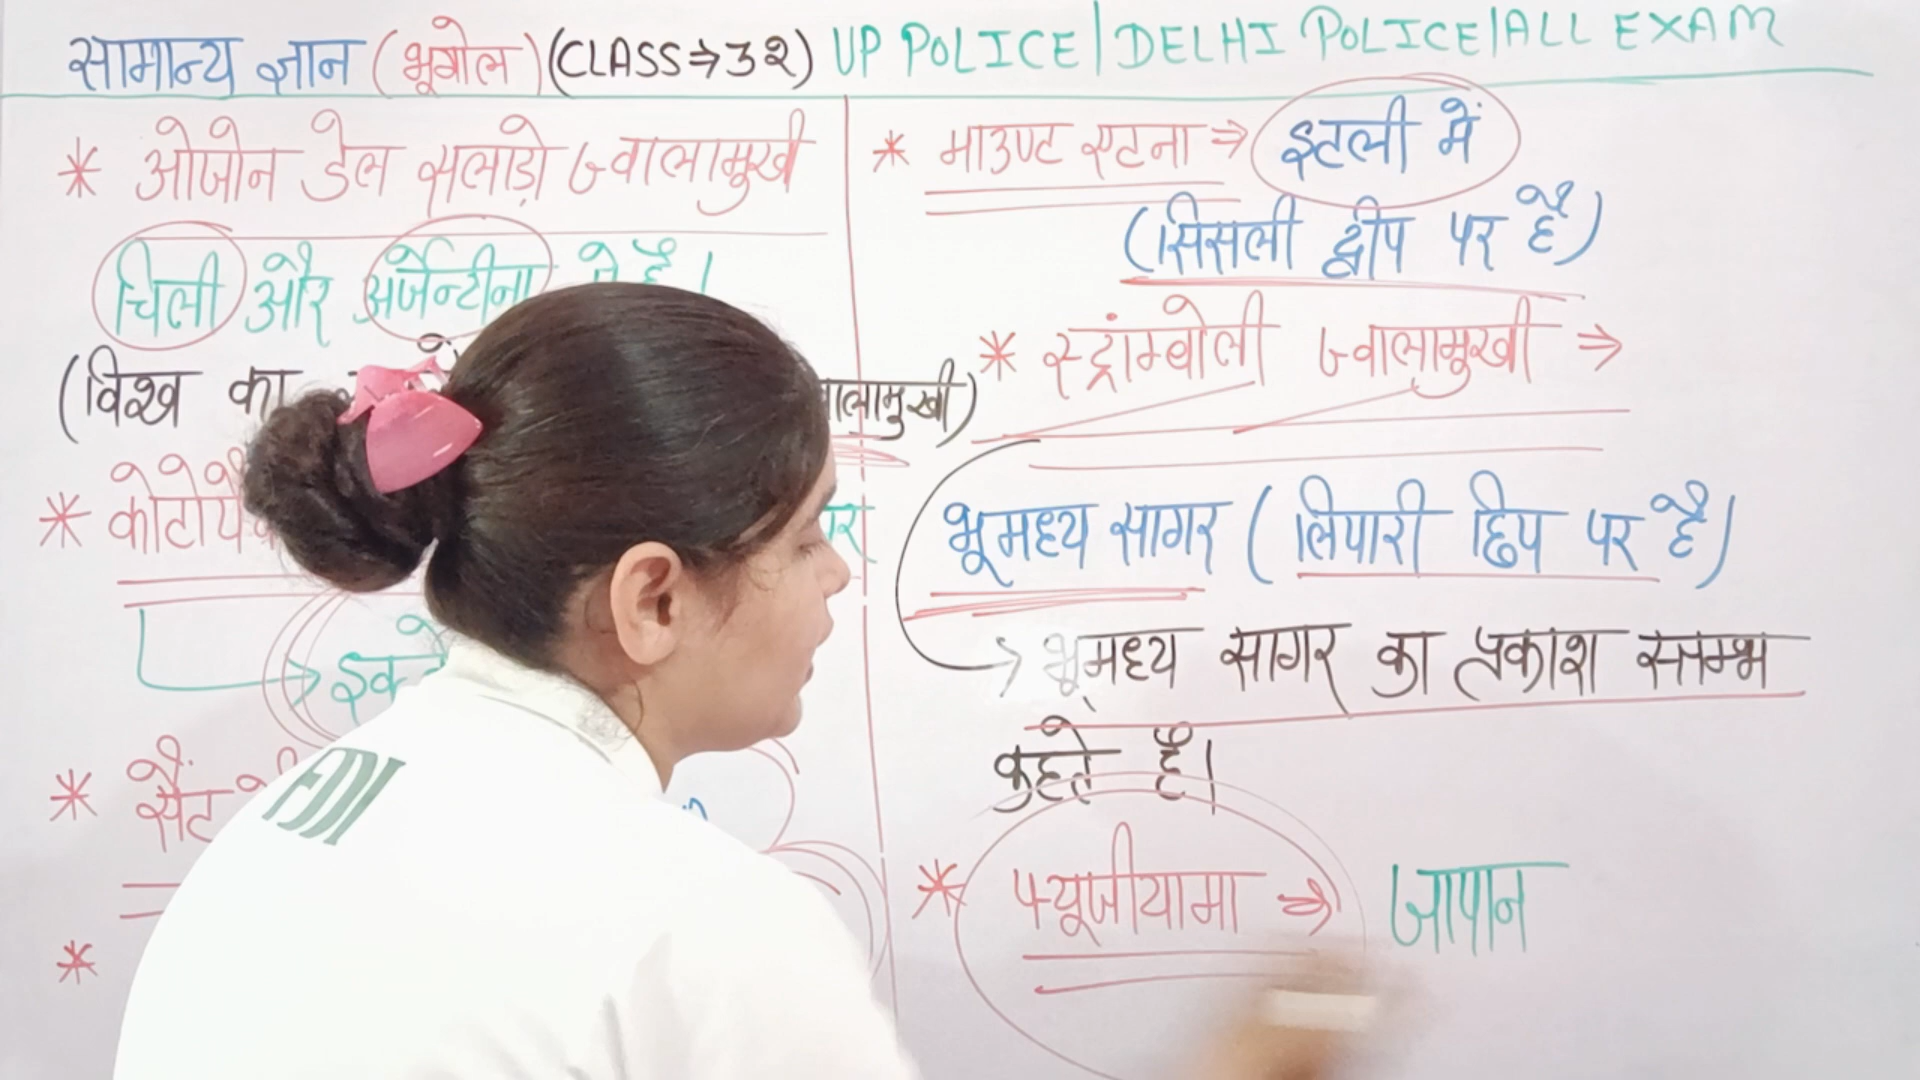 सामान्य ज्ञान (भूगोल) (CLASS⇒32) UP POLICE|DELHI POLICE|ALL EXAM
* ओजोन डेल सलाड़ो ज्वालामुखी
चिली और अर्जेन्टीना में है।
(विश्व का
*
*
*
* माउण्ट एटना ⇒ इटली में
(सिसली द्वीप पर है)
* स्ट्रांम्बोली ज्वालामुखी ⇒
भूमध्य सागर (लिपारी द्विप पर है)
→ भूमध्य सागर का प्रकाश स्तम्भ
कहते है।
* फ्यूजीयामा ⇒ जापान
FJDI